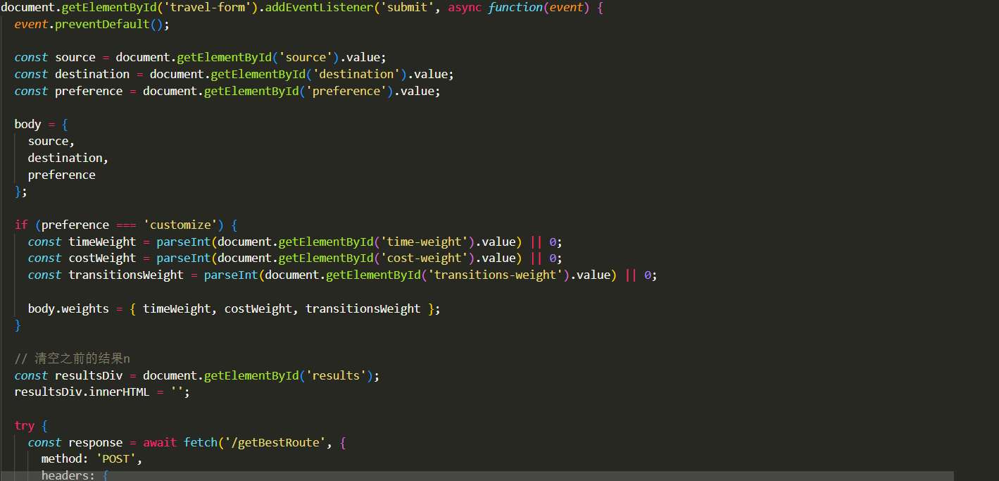 document.getElementById('travel-form').addEventListener('submit', async function(event) {
event.preventDefault();
const source = document.getElementById('source').value;
const destination = document.getElementById('destination').value;
const preference = document.getElementById('preference').value;
body = {
source,
destination,
preference
};
if (preference === 'customize') {
const timeWeight = parseInt(document.getElementById('time-weight').value) || 0;
const costWeight = parseInt(document.getElementById('cost-weight').value) || 0;
const transitionsWeight = parseInt(document.getElementById('transitions-weight').value) || 0;
body.weights = { timeWeight, costWeight, transitionsWeight };
}
// 清空之前的结果n
const resultsDiv = document.getElementById('results');
resultsDiv.innerHTML = '';
try {
const response = await fetch('/getBestRoute', {
method: 'POST',
headers: {